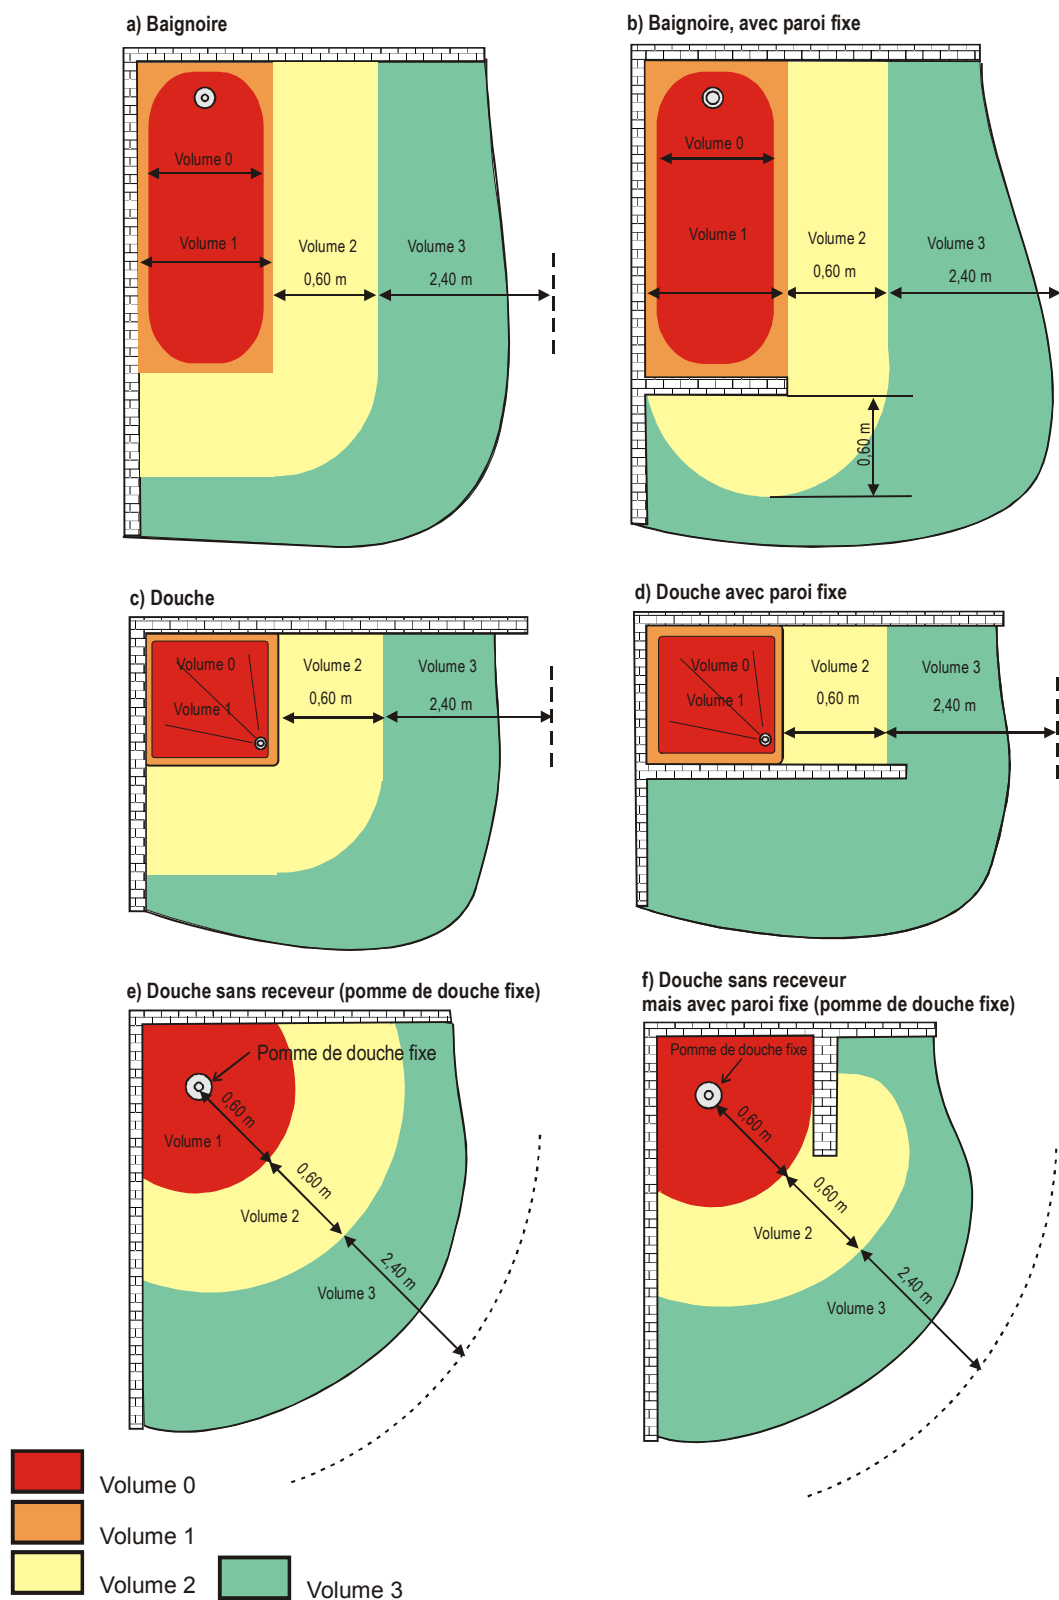 a) Baignoire
Volume 0
Volume 1
Volume 2
0,60 m
Volume 3
2,40 m
b) Baignoire, avec paroi fixe
Volume 0
Volume 1
Volume 2
0,60 m
Volume 3
2,40 m
0,60 m
c) Douche
Volume 0
Volume 1
Volume 2
0,60 m
Volume 3
2,40 m
d) Douche avec paroi fixe
Volume 0
Volume 1
Volume 2
0,60 m
Volume 3
2,40 m
e) Douche sans receveur (pomme de douche fixe)
Pomme de douche fixe
0,60 m
Volume 1
0,60 m
Volume 2
2,40 m
Volume 3
f) Douche sans receveur
mais avec paroi fixe (pomme de douche fixe)
Pomme de douche fixe
0,60 m
0,60 m
Volume 2
2,40 m
Volume 3
Volume 0
Volume 1
Volume 2
Volume 3